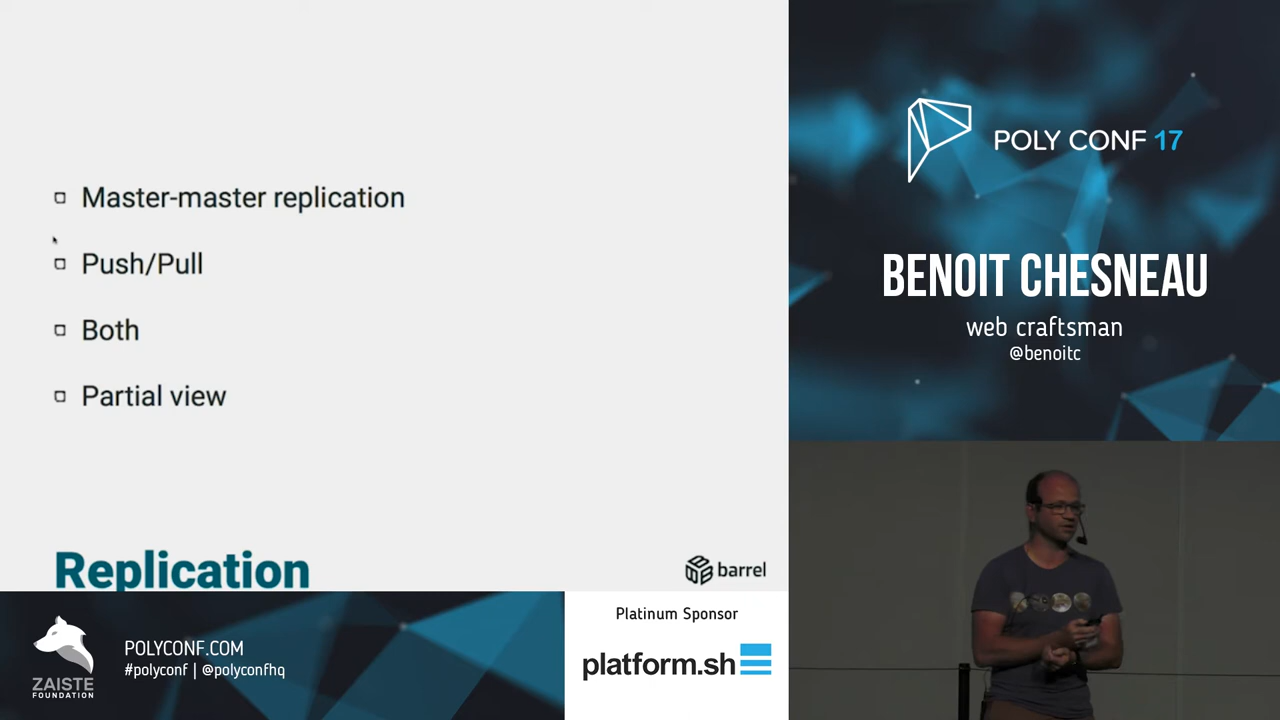 Master-master replication
Push/Pull
Both
Partial view
Replication
barrel
POLY CONF 17
BENOIT CHESNEAU
web craftsman
@benoitc
ZAISTE
FOUNDATION
POLYCONF.COM
#polyconf | @polyconfhq
Platinum Sponsor
platform.sh